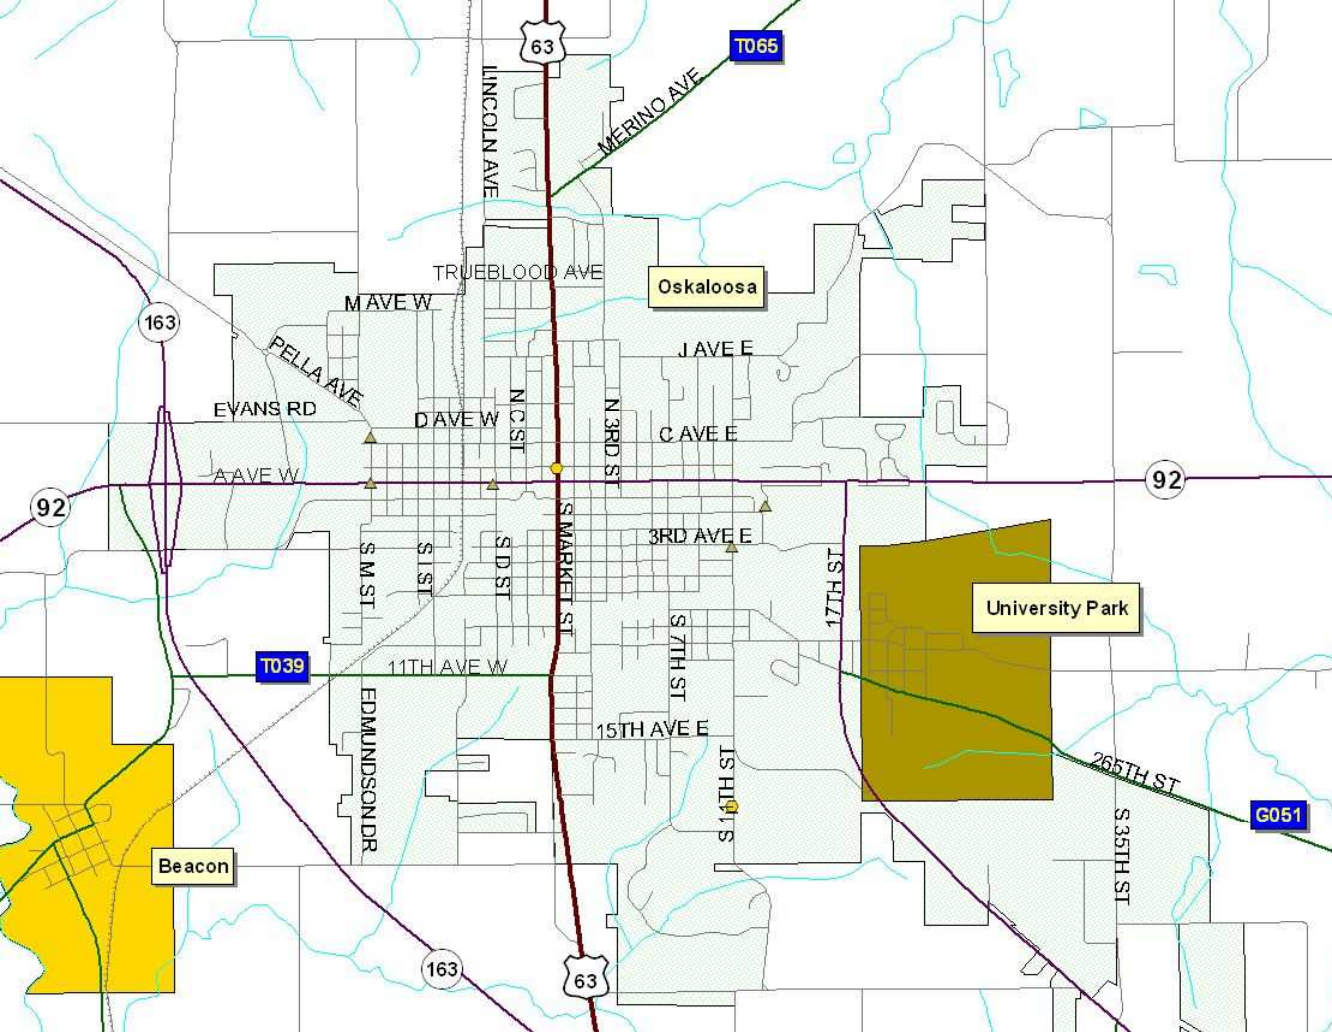 63
T065
LINCOLN AVE
MERINO AVE
TRUEBLOOD AVE
Oskaloosa
M AVE W
163
PELLA AVE
J AVE E
EVANS RD
D AVE W
N C ST
N 3RD ST
C AVE E
A AVE W
92
92
S MARKET ST
3RD AVE E
S M ST
S I ST
S D ST
17TH ST
University Park
S 7TH ST
T039
11TH AVE W
EDMUNDSON DR
15TH AVE E
S 11TH ST
265TH ST
G051
S 35TH ST
Beacon
163
63